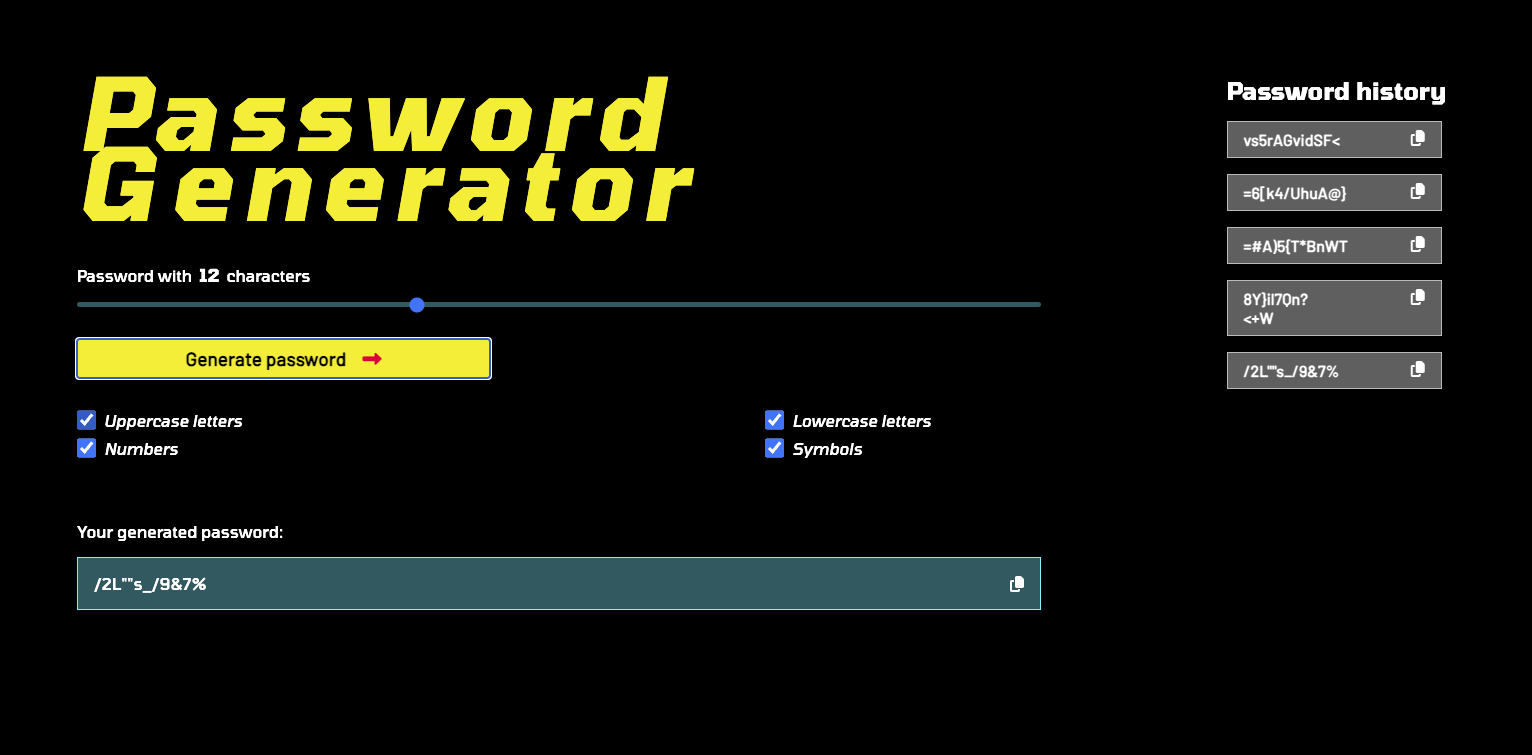 Password
Generator
Password with 12 characters
Generate password
Uppercase letters
Lowercase letters
Numbers
Symbols
Your generated password:
/2L""s_/9&7%
Password history
vs5rAGvidSF<
=6[k4/UhuA@}
=#A)5{T*BnWT
8Y}iI7Qn?
<+W
/2L""s_/9&7%